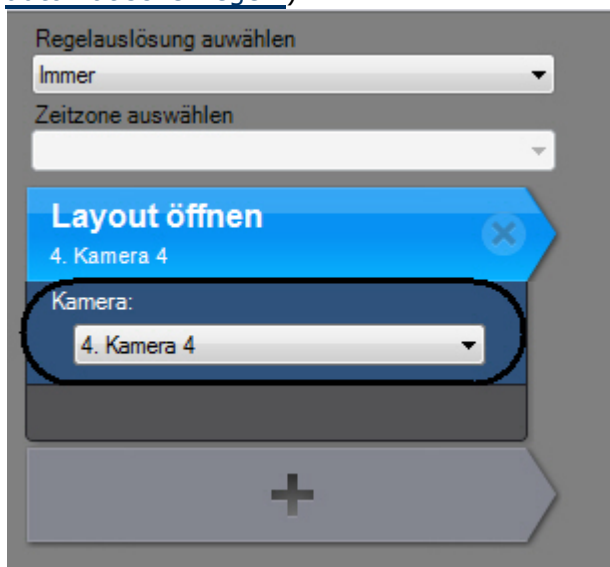 Regelauslösung auwählen
Immer
Zeitzone auswählen
Layout öffnen
4. Kamera 4
Kamera:
4. Kamera 4